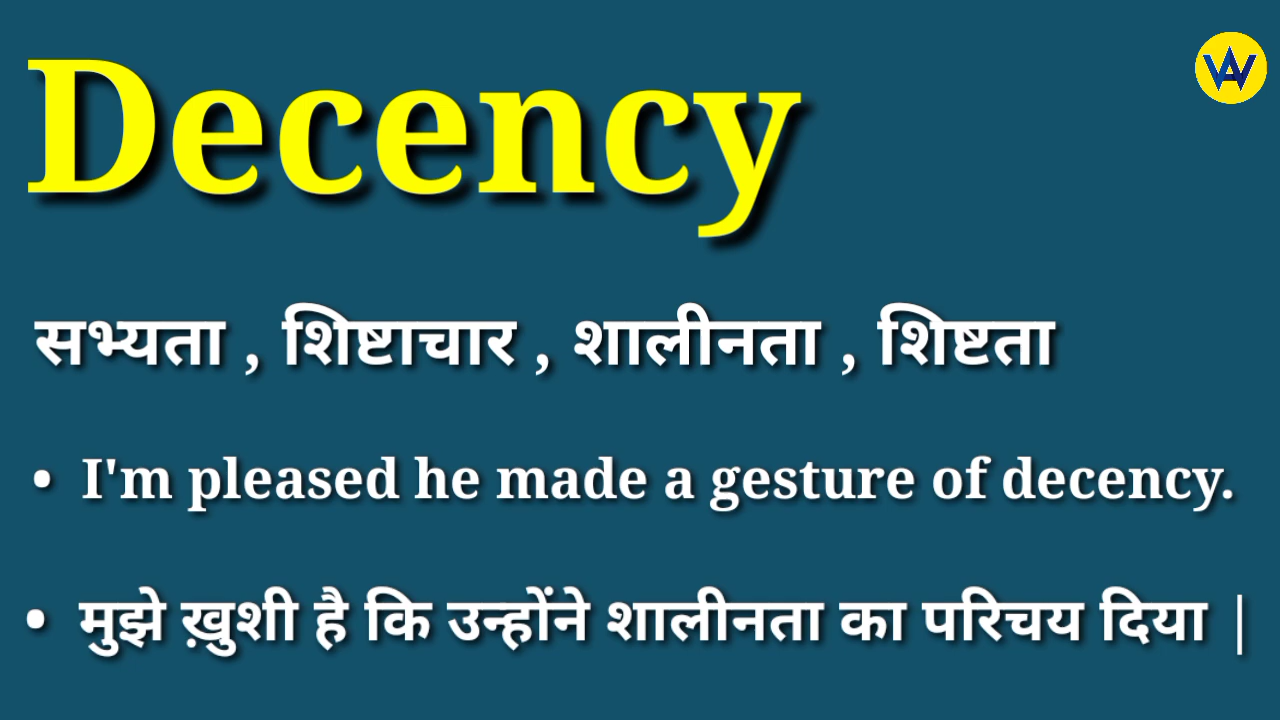 Decency
सभ्यता , शिष्टाचार , शालीनता , शिष्टता
• I'm pleased he made a gesture of decency.
• मुझे ख़ुशी है कि उन्होंने शालीनता का परिचय दिया |